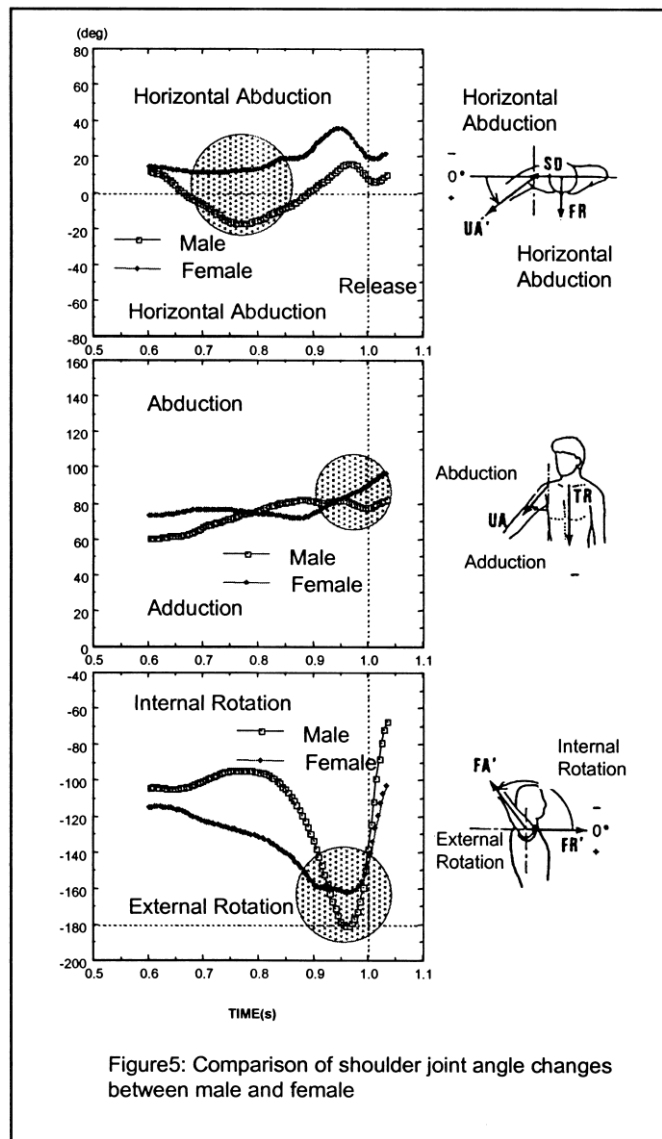 (deg)
80
60
40
20
0
-20
-40
-60
-80
Horizontal Abduction
Male
Female
Release
Horizontal Abduction
0.5 0.6 0.7 0.8 0.9 1.0 1.1
Horizontal
Abduction
−
0°
+
SD
UA'
FR
Horizontal
Abduction
160
140
120
100
80
60
40
20
0
Abduction
Male
Female
Adduction
0.5 0.6 0.7 0.8 0.9 1.0 1.1
Abduction
TR
UA
Adduction
−
-40
-60
-80
-100
-120
-140
-160
-180
-200
Internal Rotation
Male
Female
External Rotation
0.5 0.6 0.7 0.8 0.9 1.0 1.1
TIME(s)
FA'
Internal
Rotation
−
0°
+
External
Rotation
FR'
Figure5: Comparison of shoulder joint angle changes
between male and female